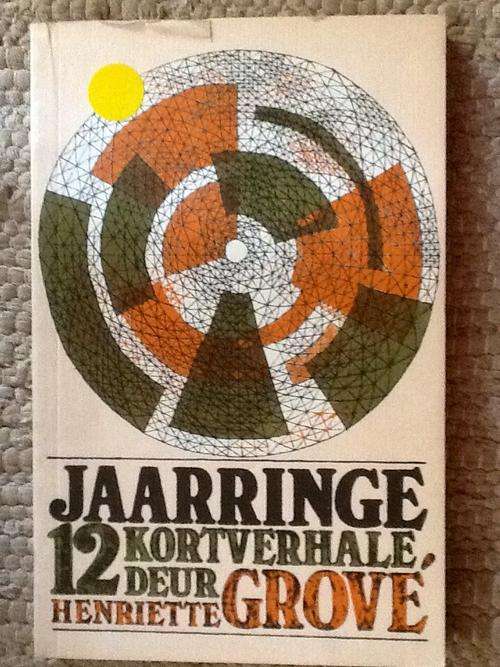 JAARRINGE
12 KORTVERHALE
DEUR
HENRIETTE GROVÉ